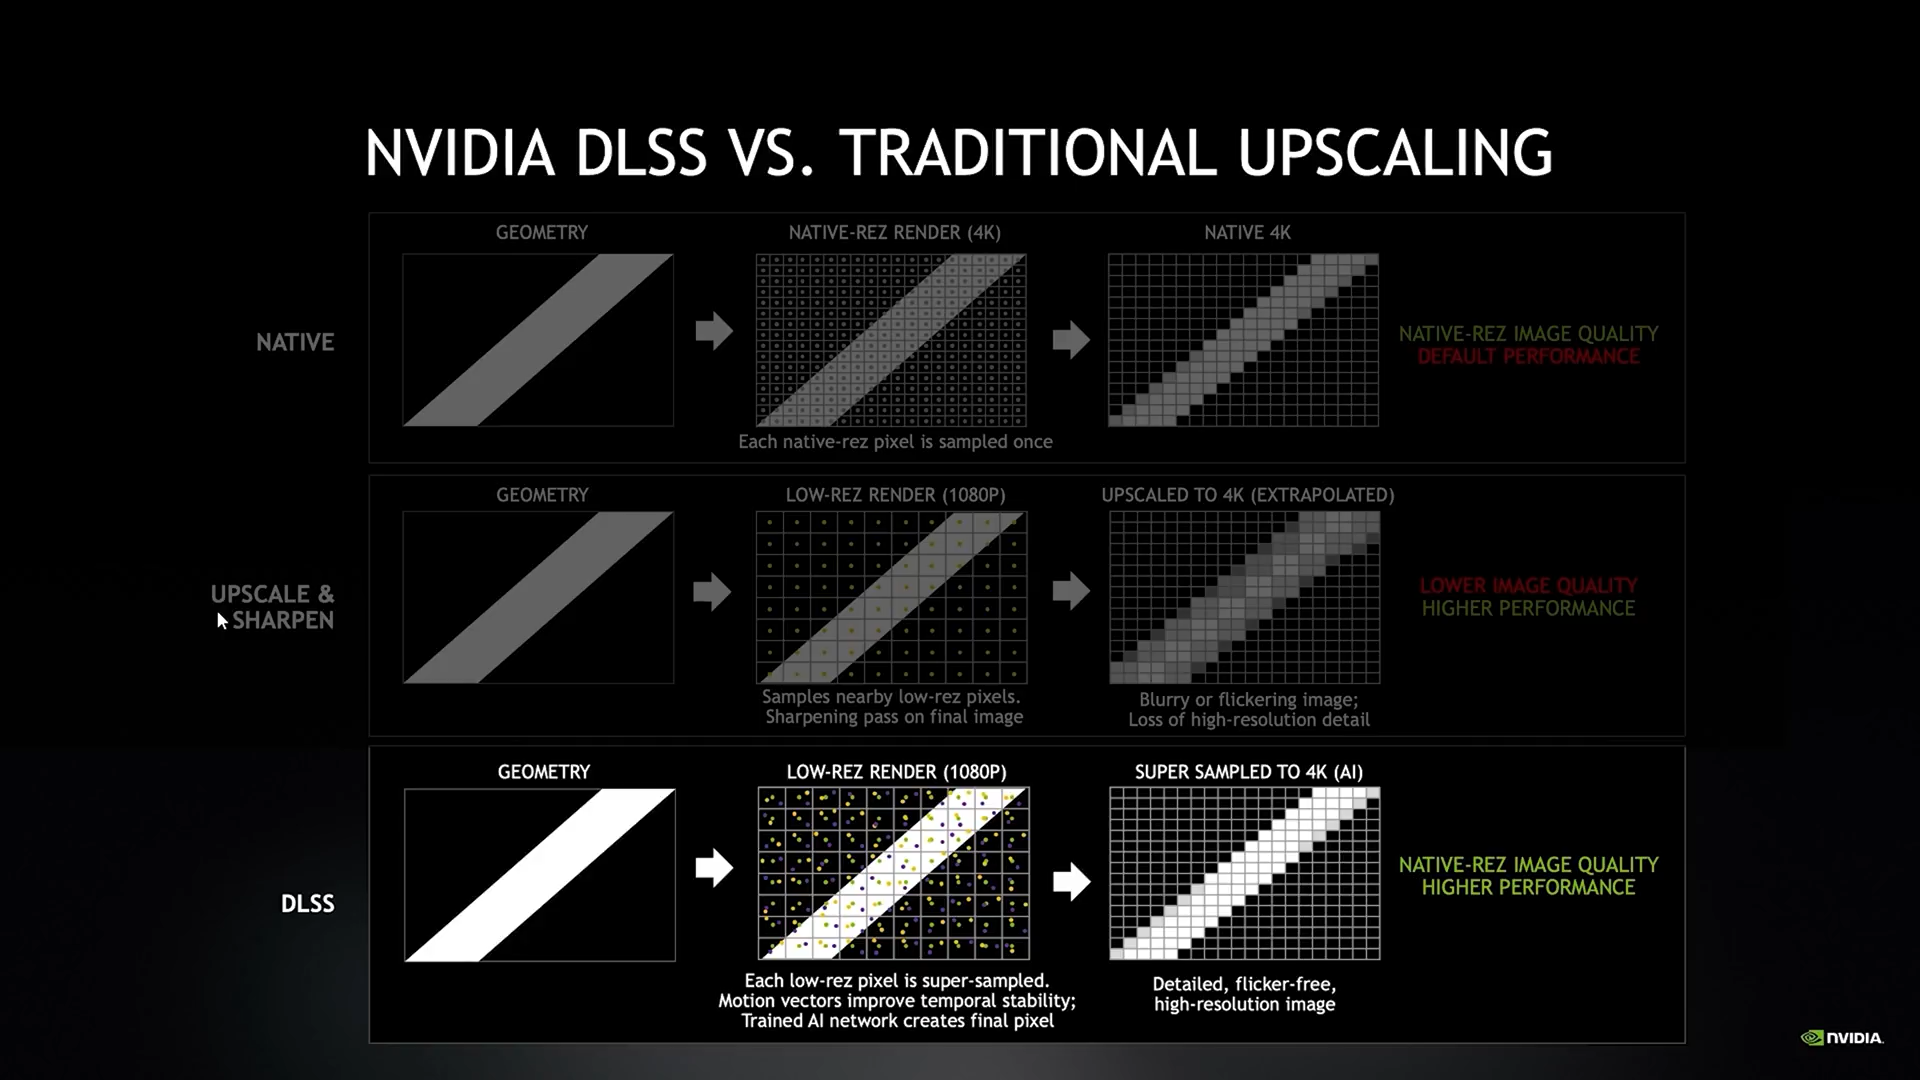 NVIDIA DLSS VS. TRADITIONAL UPSCALING
GEOMETRY
NATIVE-REZ RENDER (4K)
NATIVE 4K
NATIVE
NATIVE-REZ IMAGE QUALITY
DEFAULT PERFORMANCE
Each native-rez pixel is sampled once
GEOMETRY
LOW-REZ RENDER (1080P)
UPSCALED TO 4K (EXTRAPOLATED)
UPSCALE &
SHARPEN
LOWER IMAGE QUALITY
HIGHER PERFORMANCE
Samples nearby low-rez pixels.
Sharpening pass on final image
Blurry or flickering image;
Loss of high-resolution detail
GEOMETRY
LOW-REZ RENDER (1080P)
SUPER SAMPLED TO 4K (AI)
DLSS
NATIVE-REZ IMAGE QUALITY
HIGHER PERFORMANCE
Each low-rez pixel is super-sampled.
Motion vectors improve temporal stability;
Trained AI network creates final pixel
Detailed, flicker-free,
high-resolution image
NVIDIA.